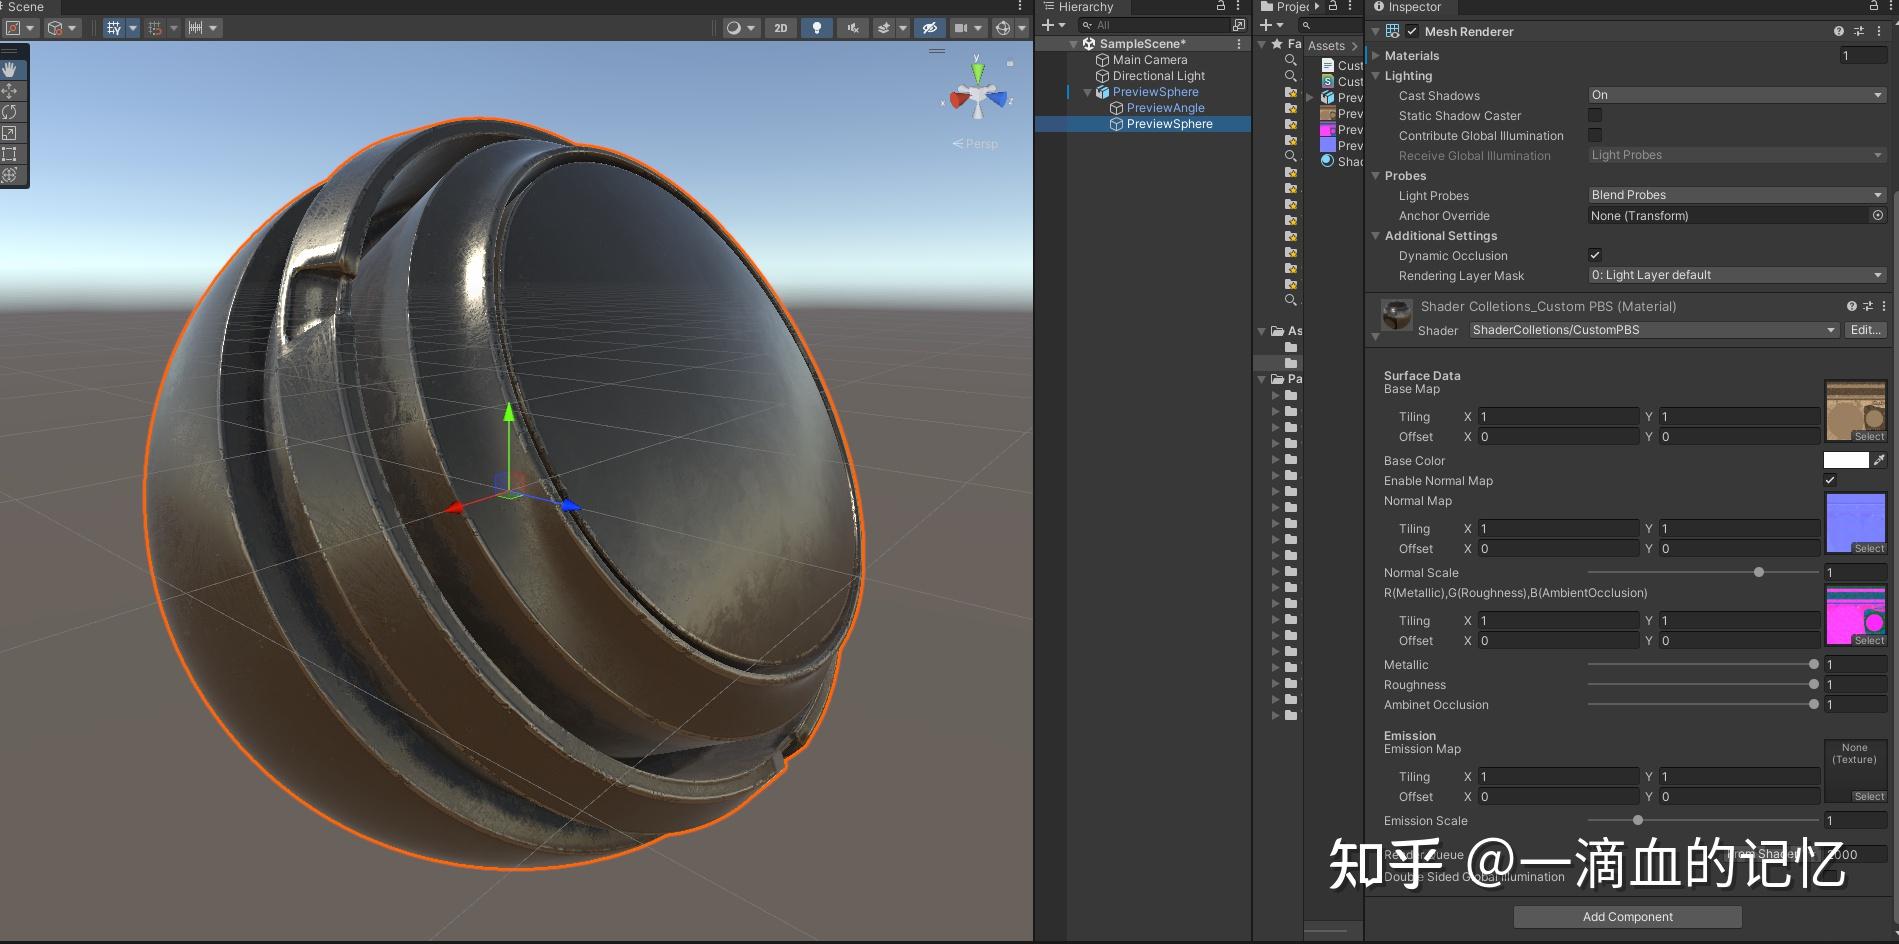 Scene
2D
y
x
z
Persp
Hierarchy
All
SampleScene*
Main Camera
Directional Light
PreviewSphere
PreviewAngle
PreviewSphere
Projec
Fa
As
Pa
Assets
Cust
Cust
Prev
Prev
Prev
Prev
Shad
Inspector
Mesh Renderer
Materials 1
Lighting
Cast Shadows On
Static Shadow Caster
Contribute Global Illumination
Receive Global Illumination Light Probes
Probes
Light Probes Blend Probes
Anchor Override None (Transform)
Additional Settings
Dynamic Occlusion
Rendering Layer Mask 0: Light Layer default
Shader Colletions_Custom PBS (Material)
Shader ShaderColletions/CustomPBS Edit...
Surface Data
Base Map
Tiling X 1 Y 1
Offset X 0 Y 0
Select
Base Color
Enable Normal Map
Normal Map
Tiling X 1 Y 1
Offset X 0 Y 0
Select
Normal Scale 1
R(Metallic),G(Roughness),B(AmbientOcclusion)
Tiling X 1 Y 1
Offset X 0 Y 0
Select
Metallic 1
Roughness 1
Ambinet Occlusion 1
Emission
Emission Map
None
(Texture)
Tiling X 1 Y 1
Offset X 0 Y 0
Select
Emission Scale 1
Render Queue From Shader 2000
Double Sided Global Illumination
知乎 @一滴血的记忆
Add Component